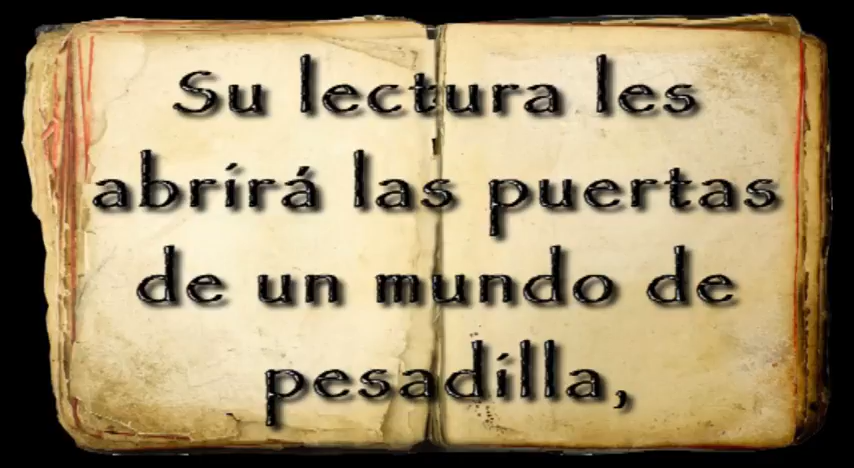 Su lectura les
abrirá las puertas
de un mundo de
pesadilla,